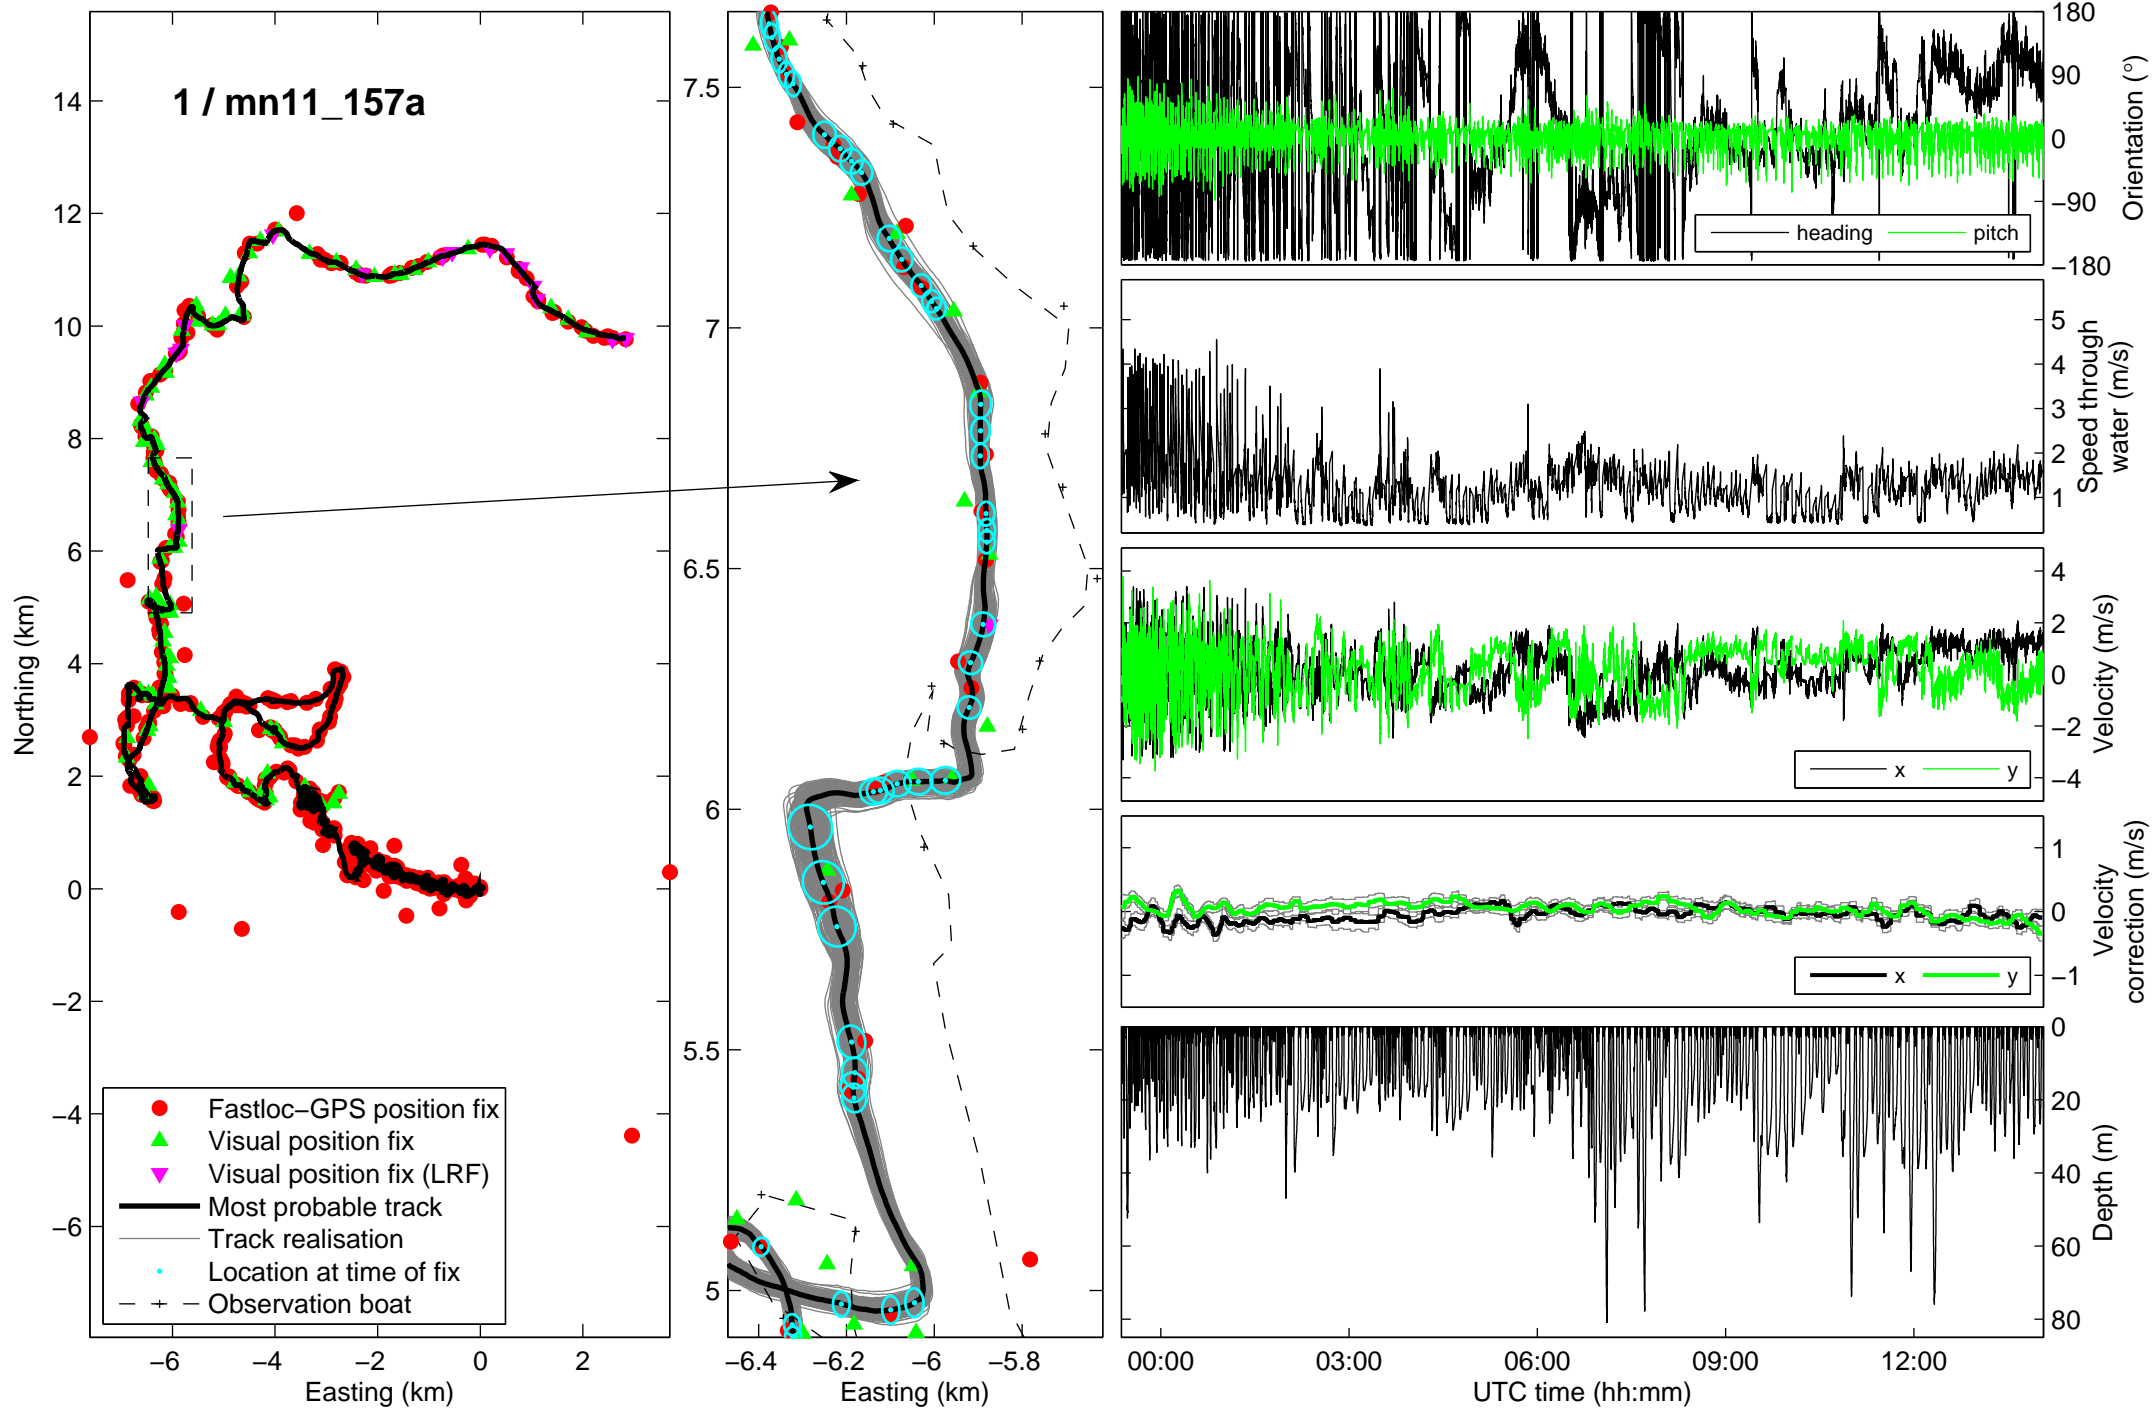 1 / mn11_157a
14
12
10
8
6
4
2
0
−2
−4
−6
Northing (km)
Fastloc−GPS position fix
Visual position fix
Visual position fix (LRF)
Most probable track
Track realisation
Location at time of fix
Observation boat
−6
−4
−2
0
2
Easting (km)
7.5
7
6.5
6
5.5
5
−6.4
−6.2
−6
−5.8
Easting (km)
180
90
0
−90
−180
Orientation (°)
heading
pitch
5
4
3
2
1
Speed through
water (m/s)
4
2
0
−2
−4
Velocity (m/s)
x
y
1
0
−1
Velocity
correction (m/s)
x
y
0
20
40
60
80
Depth (m)
00:00
03:00
06:00
09:00
12:00
UTC time (hh:mm)